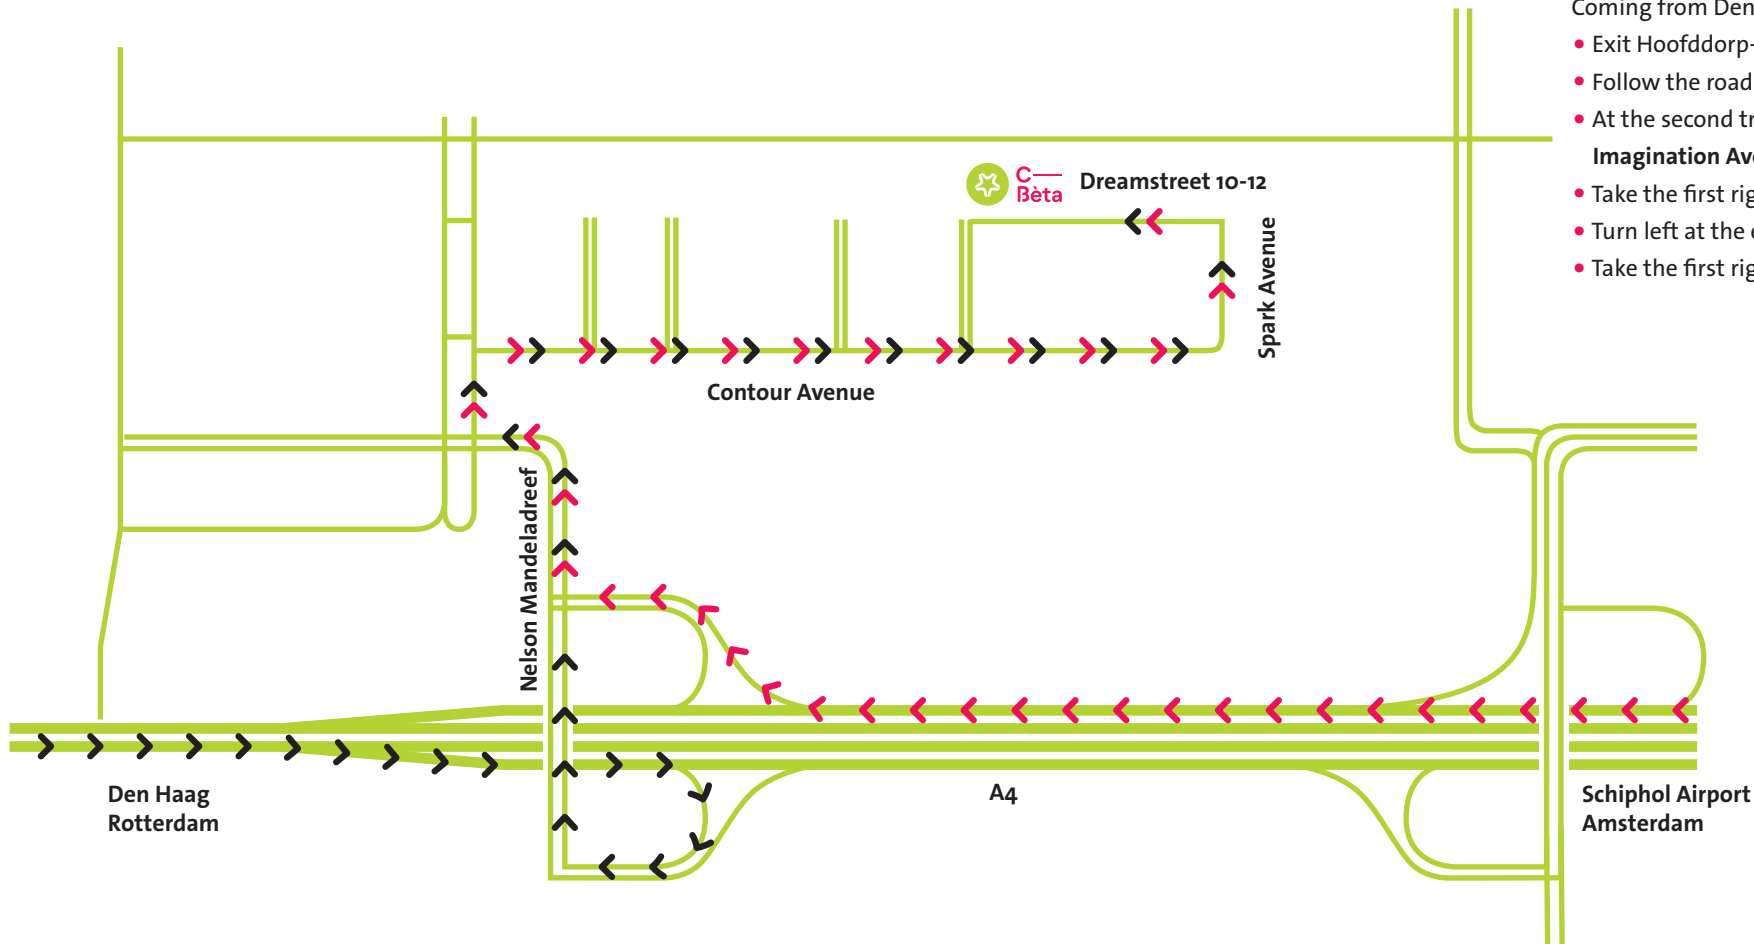 Coming from Den
• Exit Hoofddorp-
• Follow the road
• At the second tr
Imagination Ave
• Take the first rig
• Turn left at the e
• Take the first rig
C—
Bèta
Dreamstreet 10-12
Spark Avenue
Contour Avenue
Nelson Mandeladreef
Den Haag
Rotterdam
A4
Schiphol Airport
Amsterdam